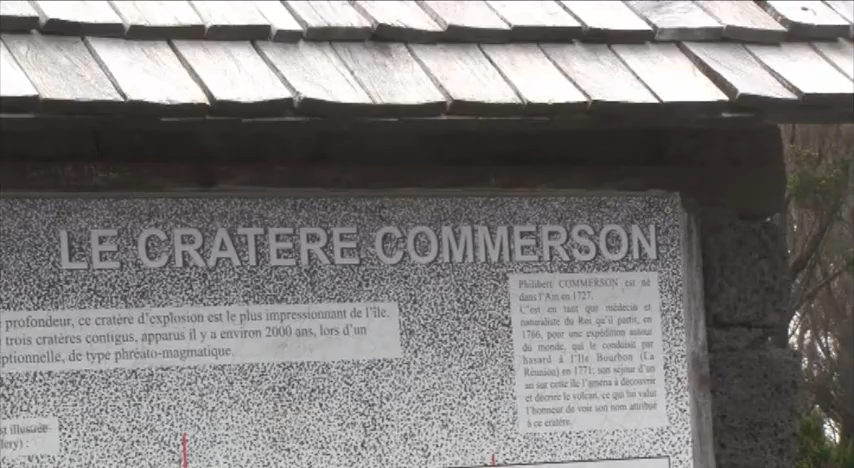 LE CRATERE COMMERSON
profondeur, ce cratère d'explosion est le plus impressionnant de l'île.
trois cratères contigus, apparus il y a environ 2000 ans, lors d'un
ptionnelle, de type phréato-magmatique.
Philibert COMMERSON est né
dans l'Ain en 1727.
C'est en tant que médecin et
naturaliste du Roi qu'il partit, en
1766, pour une expédition autour
du monde, qui le conduisit par
hasard à l'Ile Bourbon (La
Réunion) en 1771; son séjour d'un
an sur cette île l'amena à découvrir
et décrire le volcan, ce qui lui valut
l'honneur de voir son nom attribué
à ce cratère.
st illustrée
lery) :